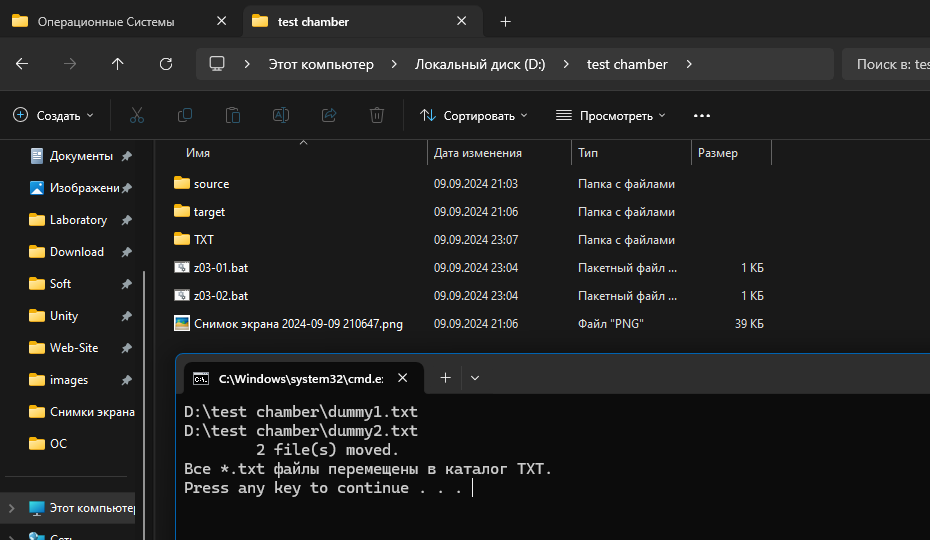 Операционные Системы
test chamber
Этот компьютер > Локальный диск (D:) > test chamber >
Поиск в: tes
Создать
Сортировать
Просмотреть
Документы
Изображени
Laboratory
Download
Soft
Unity
Web-Site
images
Снимки экрана
ОС
Этот компьютер
Сеть
Имя Дата изменения Тип Размер
source 09.09.2024 21:03 Папка с файлами
target 09.09.2024 21:06 Папка с файлами
TXT 09.09.2024 23:07 Папка с файлами
z03-01.bat 09.09.2024 23:04 Пакетный файл ... 1 КБ
z03-02.bat 09.09.2024 23:04 Пакетный файл ... 1 КБ
Снимок экрана 2024-09-09 210647.png 09.09.2024 21:06 Файл "PNG" 39 КБ
C:\Windows\system32\cmd.e:
D:\test chamber\dummy1.txt
D:\test chamber\dummy2.txt
2 file(s) moved.
Все *.txt файлы перемещены в каталог TXT.
Press any key to continue . . .